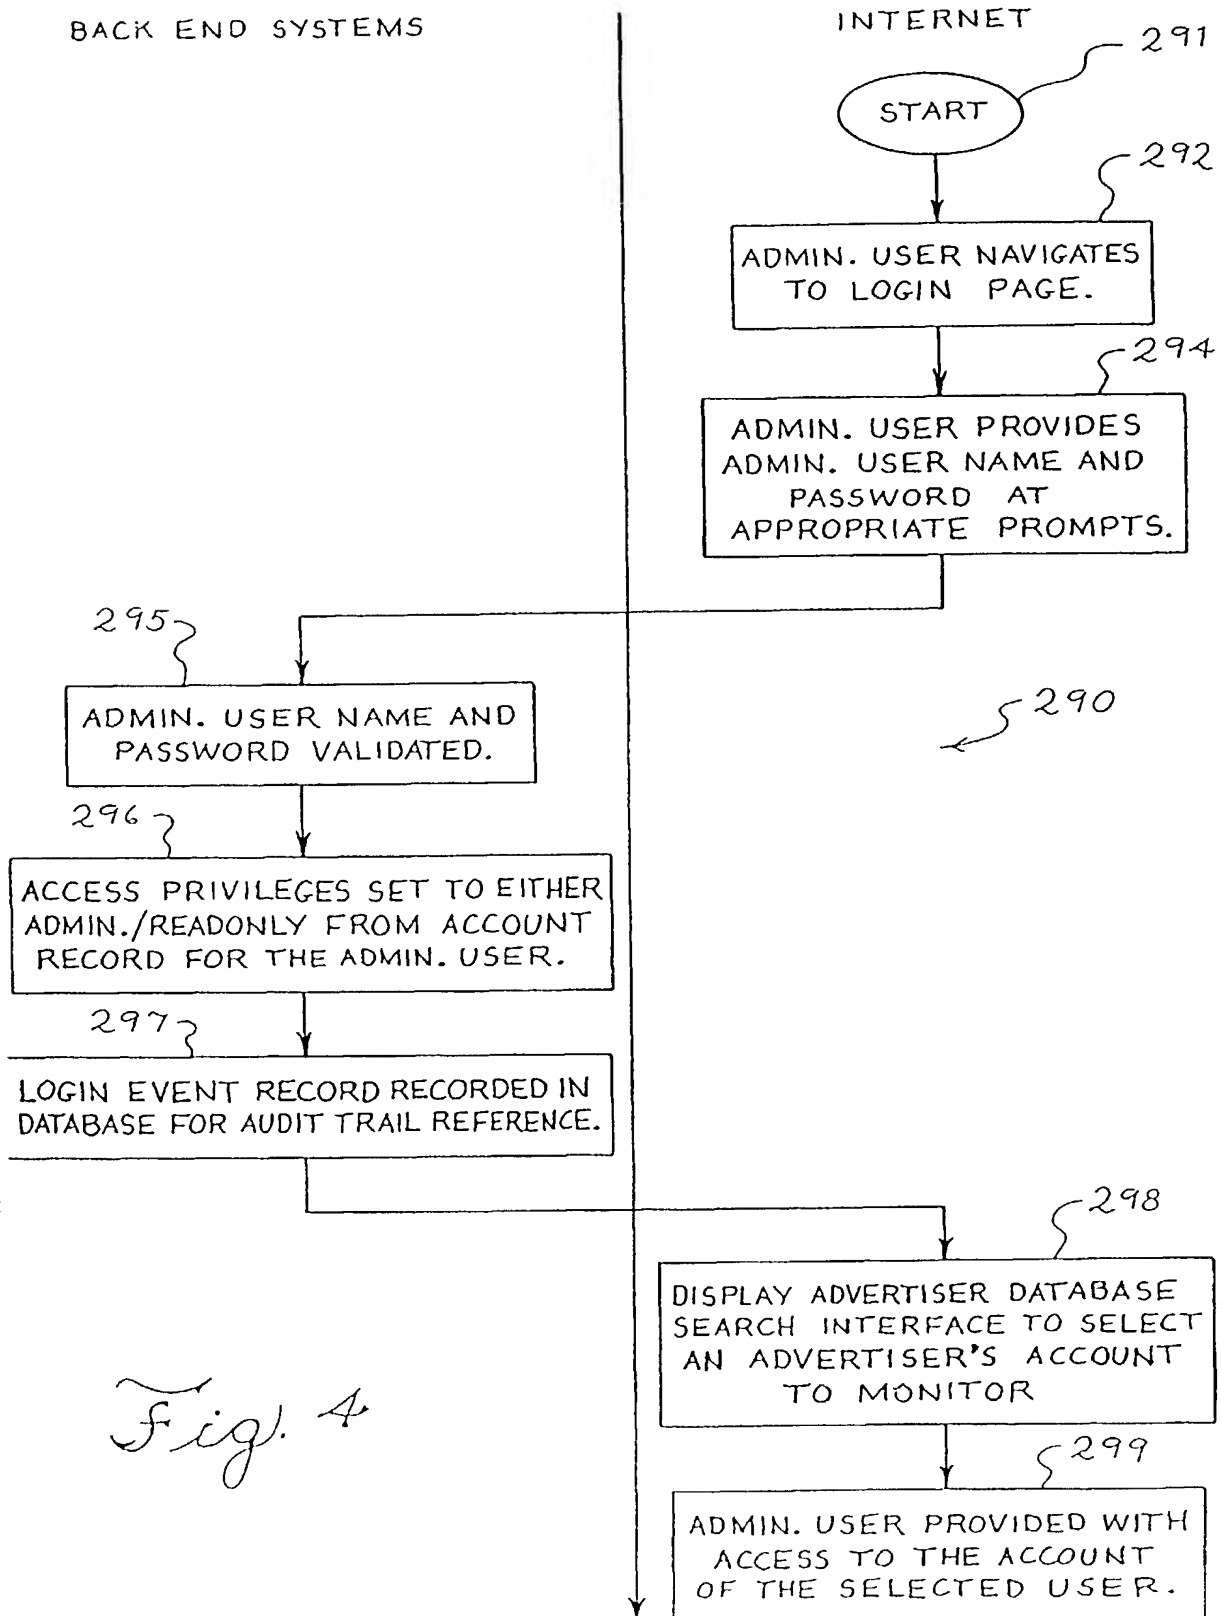 BACK END SYSTEMS
INTERNET
291
START
292
ADMIN. USER NAVIGATES
TO LOGIN PAGE.
294
ADMIN. USER PROVIDES
ADMIN. USER NAME AND
PASSWORD AT
APPROPRIATE PROMPTS.
295
ADMIN. USER NAME AND
PASSWORD VALIDATED.
290
296
ACCESS PRIVILEGES SET TO EITHER
ADMIN./READONLY FROM ACCOUNT
RECORD FOR THE ADMIN. USER.
297
LOGIN EVENT RECORD RECORDED IN
DATABASE FOR AUDIT TRAIL REFERENCE.
298
DISPLAY ADVERTISER DATABASE
SEARCH INTERFACE TO SELECT
AN ADVERTISER'S ACCOUNT
TO MONITOR
Fig. 4
299
ADMIN. USER PROVIDED WITH
ACCESS TO THE ACCOUNT
OF THE SELECTED USER.